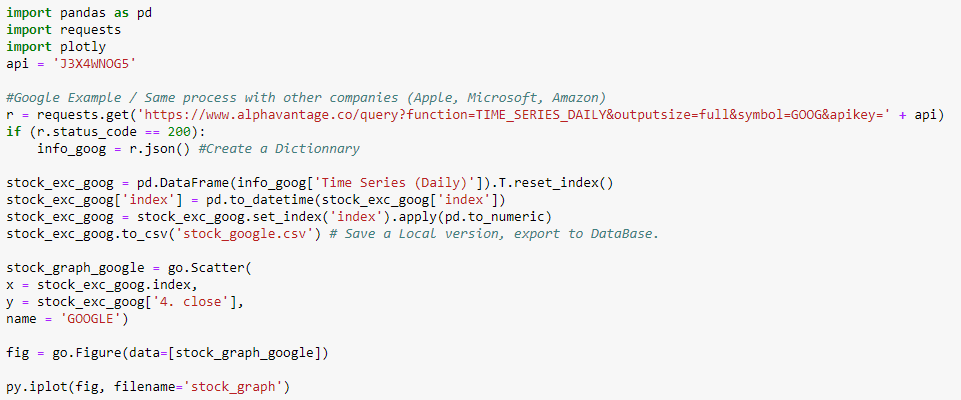 import pandas as pd
import requests
import plotly
api = 'J3X4WNOG5'
#Google Example / Same process with other companies (Apple, Microsoft, Amazon)
r = requests.get('https://www.alphavantage.co/query?function=TIME_SERIES_DAILY&outputsize=full&symbol=GOOG&apikey=' + api)
if (r.status_code == 200):
    info_goog = r.json() #Create a Dictionnary
stock_exc_goog = pd.DataFrame(info_goog['Time Series (Daily)']).T.reset_index()
stock_exc_goog['index'] = pd.to_datetime(stock_exc_goog['index'])
stock_exc_goog = stock_exc_goog.set_index('index').apply(pd.to_numeric)
stock_exc_goog.to_csv('stock_google.csv') # Save a Local version, export to DataBase.
stock_graph_google = go.Scatter(
x = stock_exc_goog.index,
y = stock_exc_goog['4. close'],
name = 'GOOGLE')
fig = go.Figure(data=[stock_graph_google])
py.iplot(fig, filename='stock_graph')